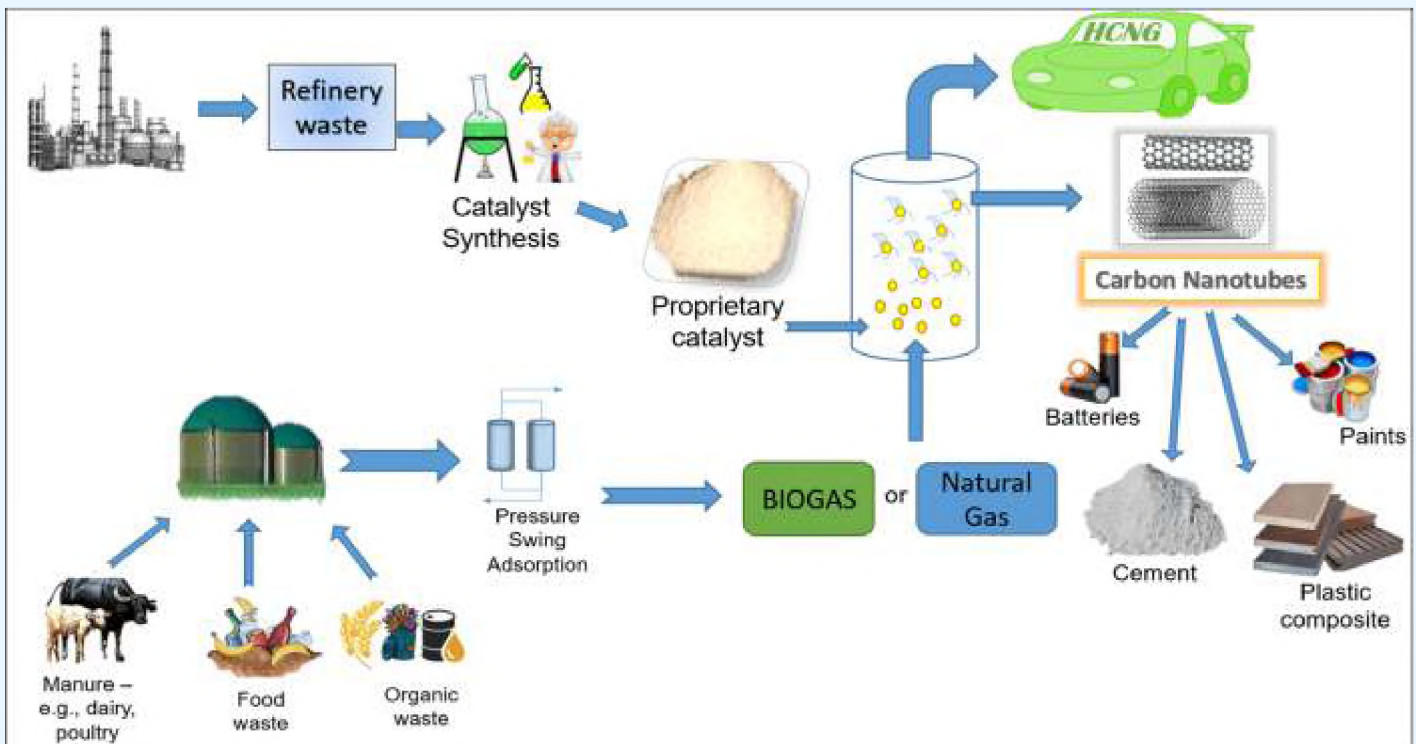 HCNG
Refinery
waste
Catalyst
Synthesis
Proprietary
catalyst
Carbon Nanotubes
Batteries
Paints
Cement
Plastic
composite
Pressure
Swing
Adsorption
BIOGAS
or
Natural
Gas
Manure –
e.g., dairy,
poultry
Food
waste
Organic
waste